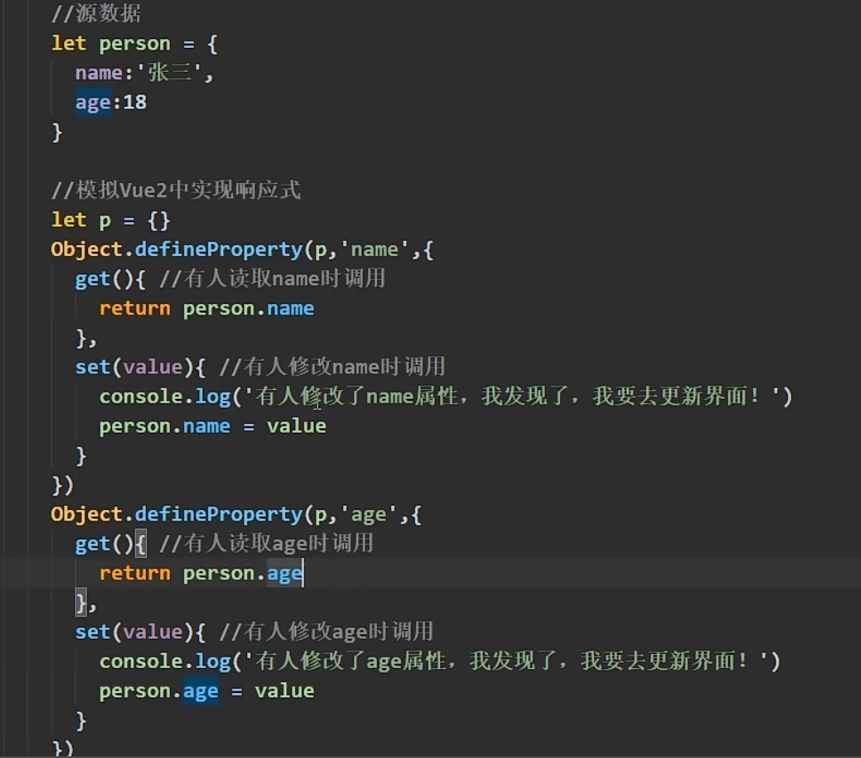 //源数据
let person = {
name:'张三',
age:18
}
//模拟Vue2中实现响应式
let p = {}
Object.defineProperty(p,'name',{
get(){ //有人读取name时调用
return person.name
},
set(value){ //有人修改name时调用
console.log('有人修改了name属性，我发现了，我要去更新界面！')
person.name = value
}
})
Object.defineProperty(p,'age',{
get(){ //有人读取age时调用
return person.age
},
set(value){ //有人修改age时调用
console.log('有人修改了age属性，我发现了，我要去更新界面！')
person.age = value
}
})